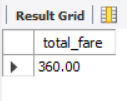 Result Grid
total_fare
360.00